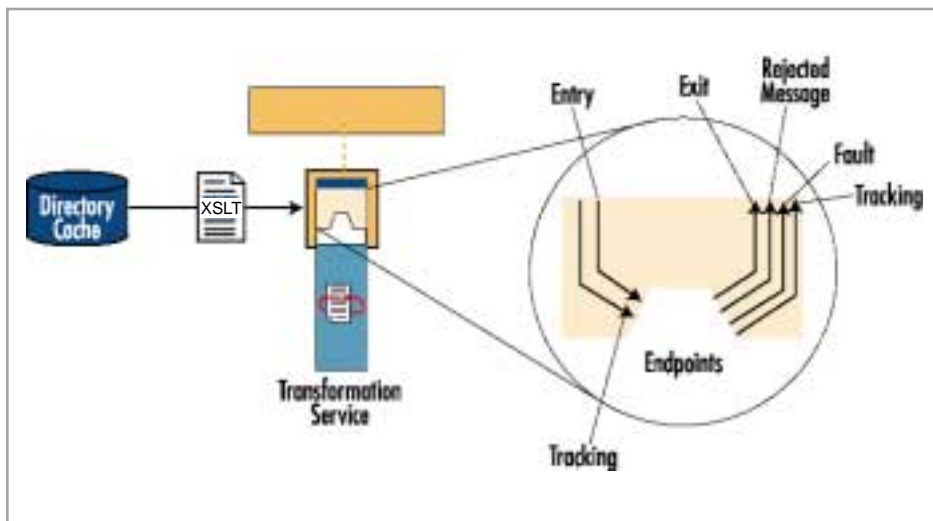 Directory
Cache
XSLT
Transformation
Service
Entry
Exit
Rejected
Message
Fault
Tracking
Endpoints
Tracking